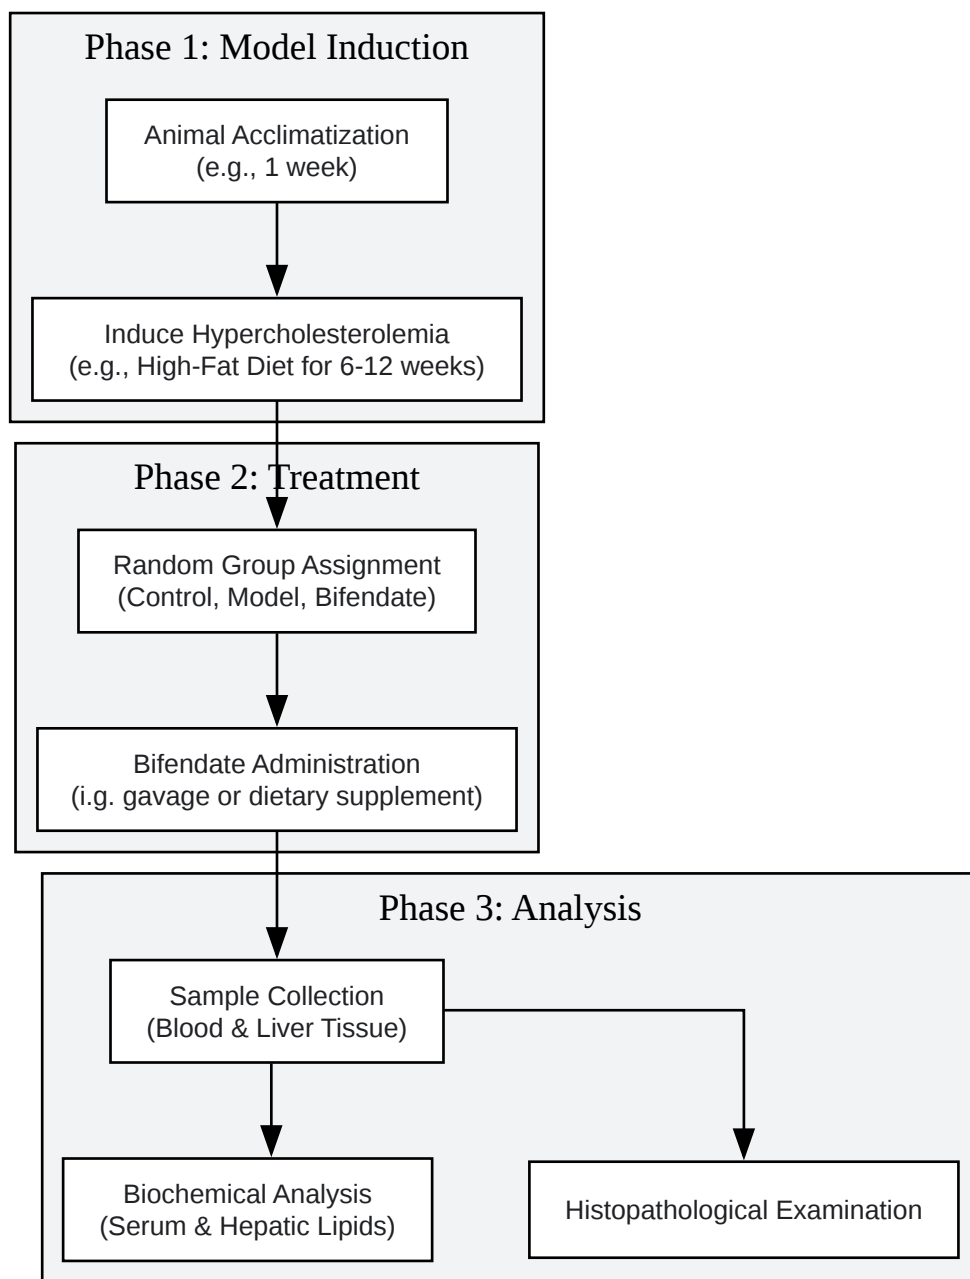 Phase 1: Model Induction
Animal Acclimatization
(e.g., 1 week)
Induce Hypercholesterolemia
(e.g., High-Fat Diet for 6-12 weeks)
Phase 2: Treatment
Random Group Assignment
(Control, Model, Bifendate)
Bifendate Administration
(i.g. gavage or dietary supplement)
Phase 3: Analysis
Sample Collection
(Blood & Liver Tissue)
Biochemical Analysis
(Serum & Hepatic Lipids)
Histopathological Examination